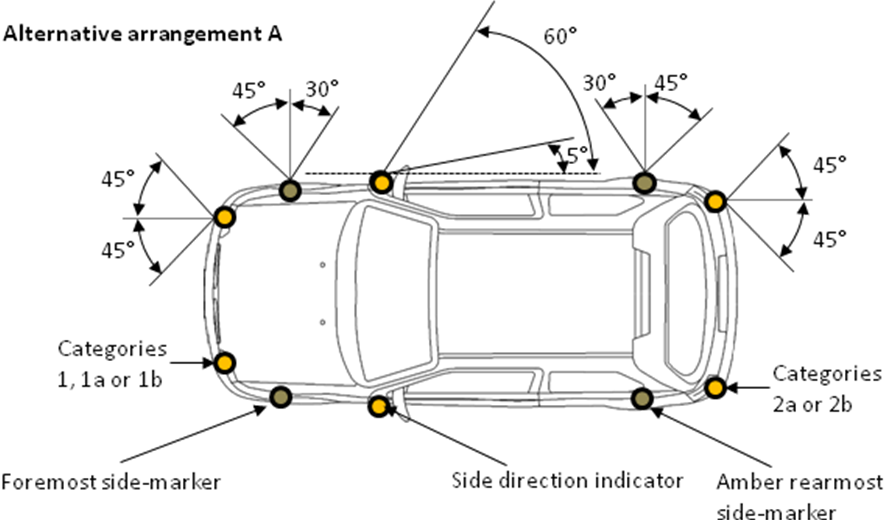 Alternative arrangement A
60°
45° 30°
30° 45°
5°
45°
45°
45°
45°
Categories
1, 1a or 1b
Categories
2a or 2b
Foremost side-marker
Side direction indicator
Amber rearmost
side-marker